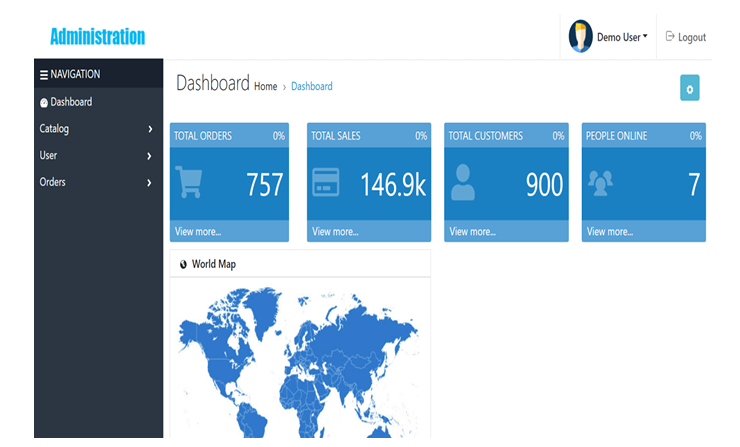 Administration
Demo User
Logout
NAVIGATION
Dashboard
Catalog
User
Orders
Dashboard Home › Dashboard
TOTAL ORDERS 0%
757
View more...
TOTAL SALES 0%
146.9k
View more...
TOTAL CUSTOMERS 0%
900
View more...
PEOPLE ONLINE 0%
7
View more...
World Map